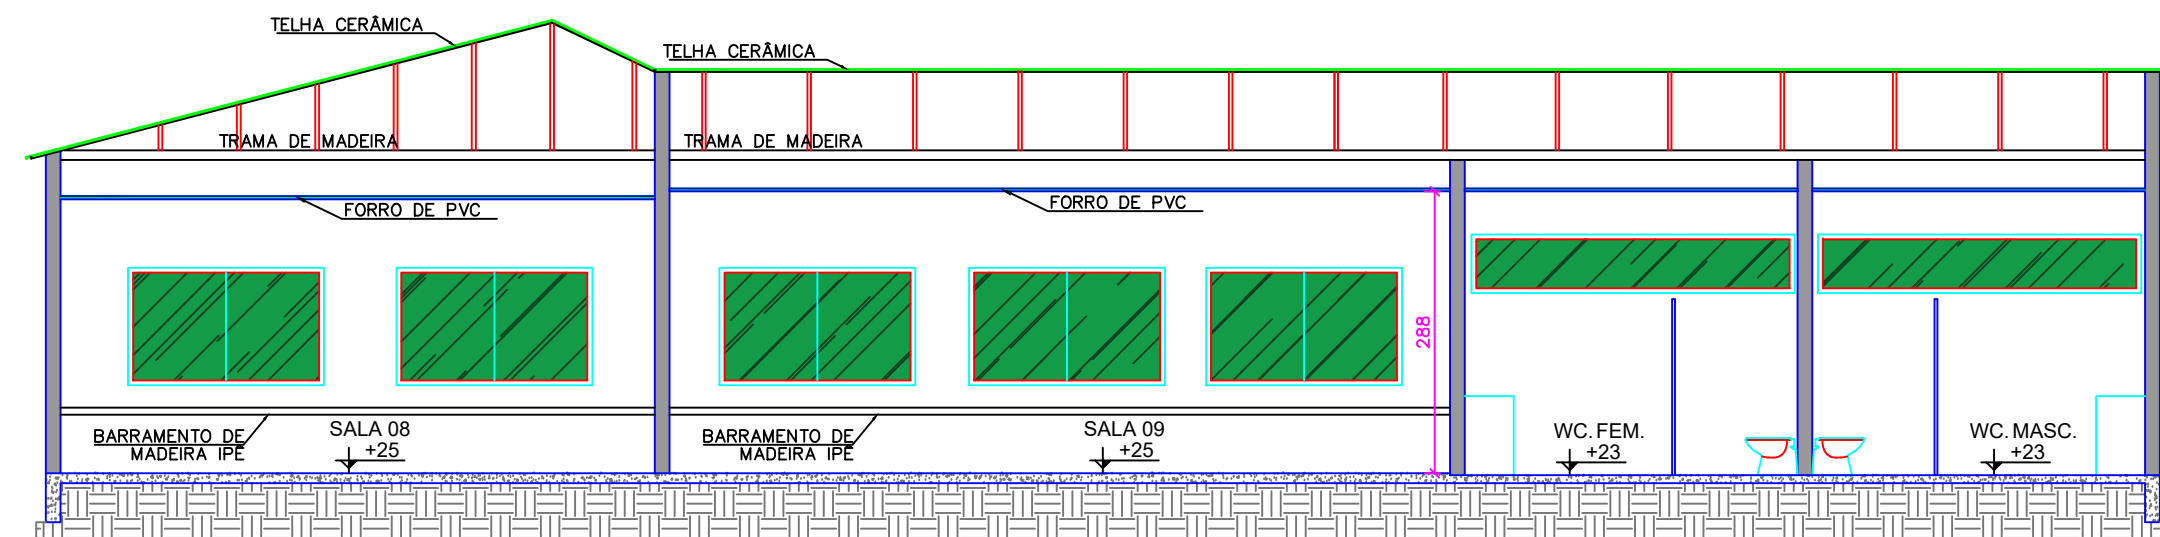 TELHA CERÂMICA
TELHA CERÂMICA
TRAMA DE MADEIRA
TRAMA DE MADEIRA
FORRO DE PVC
FORRO DE PVC
288
BARRAMENTO DE
MADEIRA IPÊ
SALA 08
+25
BARRAMENTO DE
MADEIRA IPÊ
SALA 09
+25
WC. FEM.
+23
WC. MASC.
+23